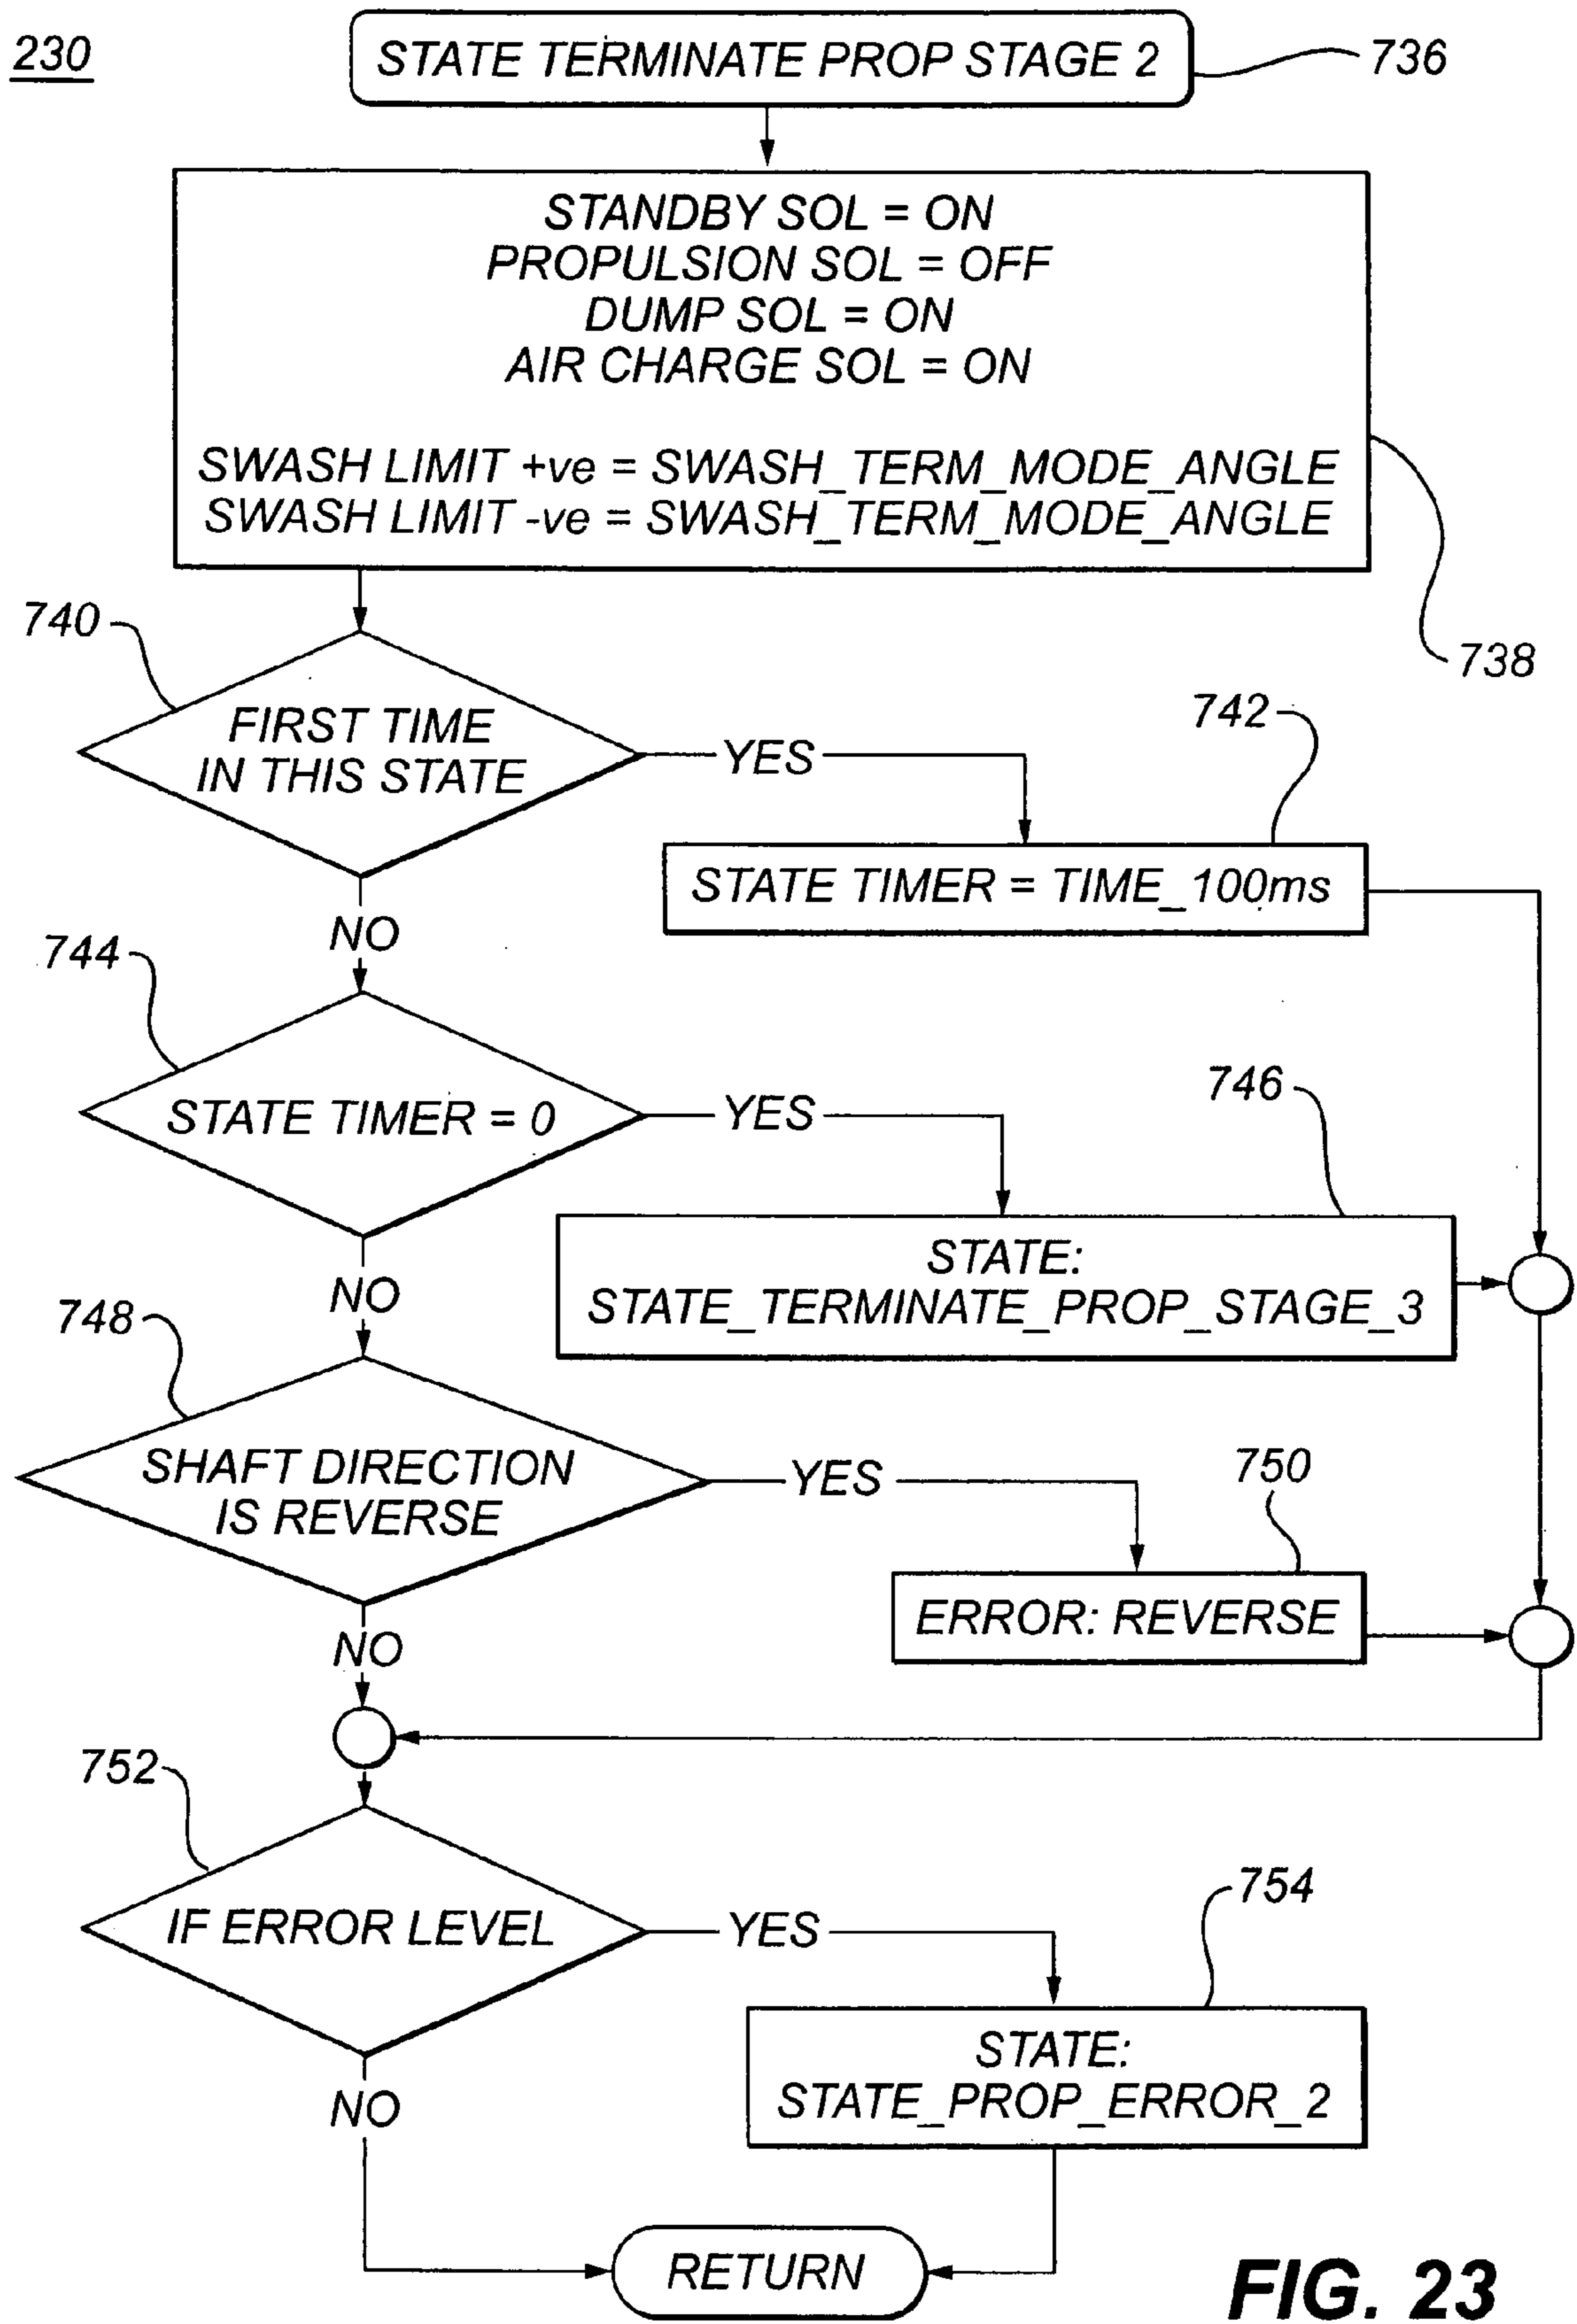 230
STATE TERMINATE PROP STAGE 2
736
STANDBY SOL = ON
PROPULSION SOL = OFF
DUMP SOL = ON
AIR CHARGE SOL = ON
SWASH LIMIT +ve = SWASH_TERM_MODE_ANGLE
SWASH LIMIT -ve = SWASH_TERM_MODE_ANGLE
738
740
FIRST TIME
IN THIS STATE
YES
742
STATE TIMER = TIME_100ms
NO
744
STATE TIMER = 0
YES
746
STATE:
STATE_TERMINATE_PROP_STAGE_3
NO
748
SHAFT DIRECTION
IS REVERSE
YES
750
ERROR: REVERSE
NO
752
IF ERROR LEVEL
YES
754
STATE:
STATE_PROP_ERROR_2
NO
RETURN
FIG. 23